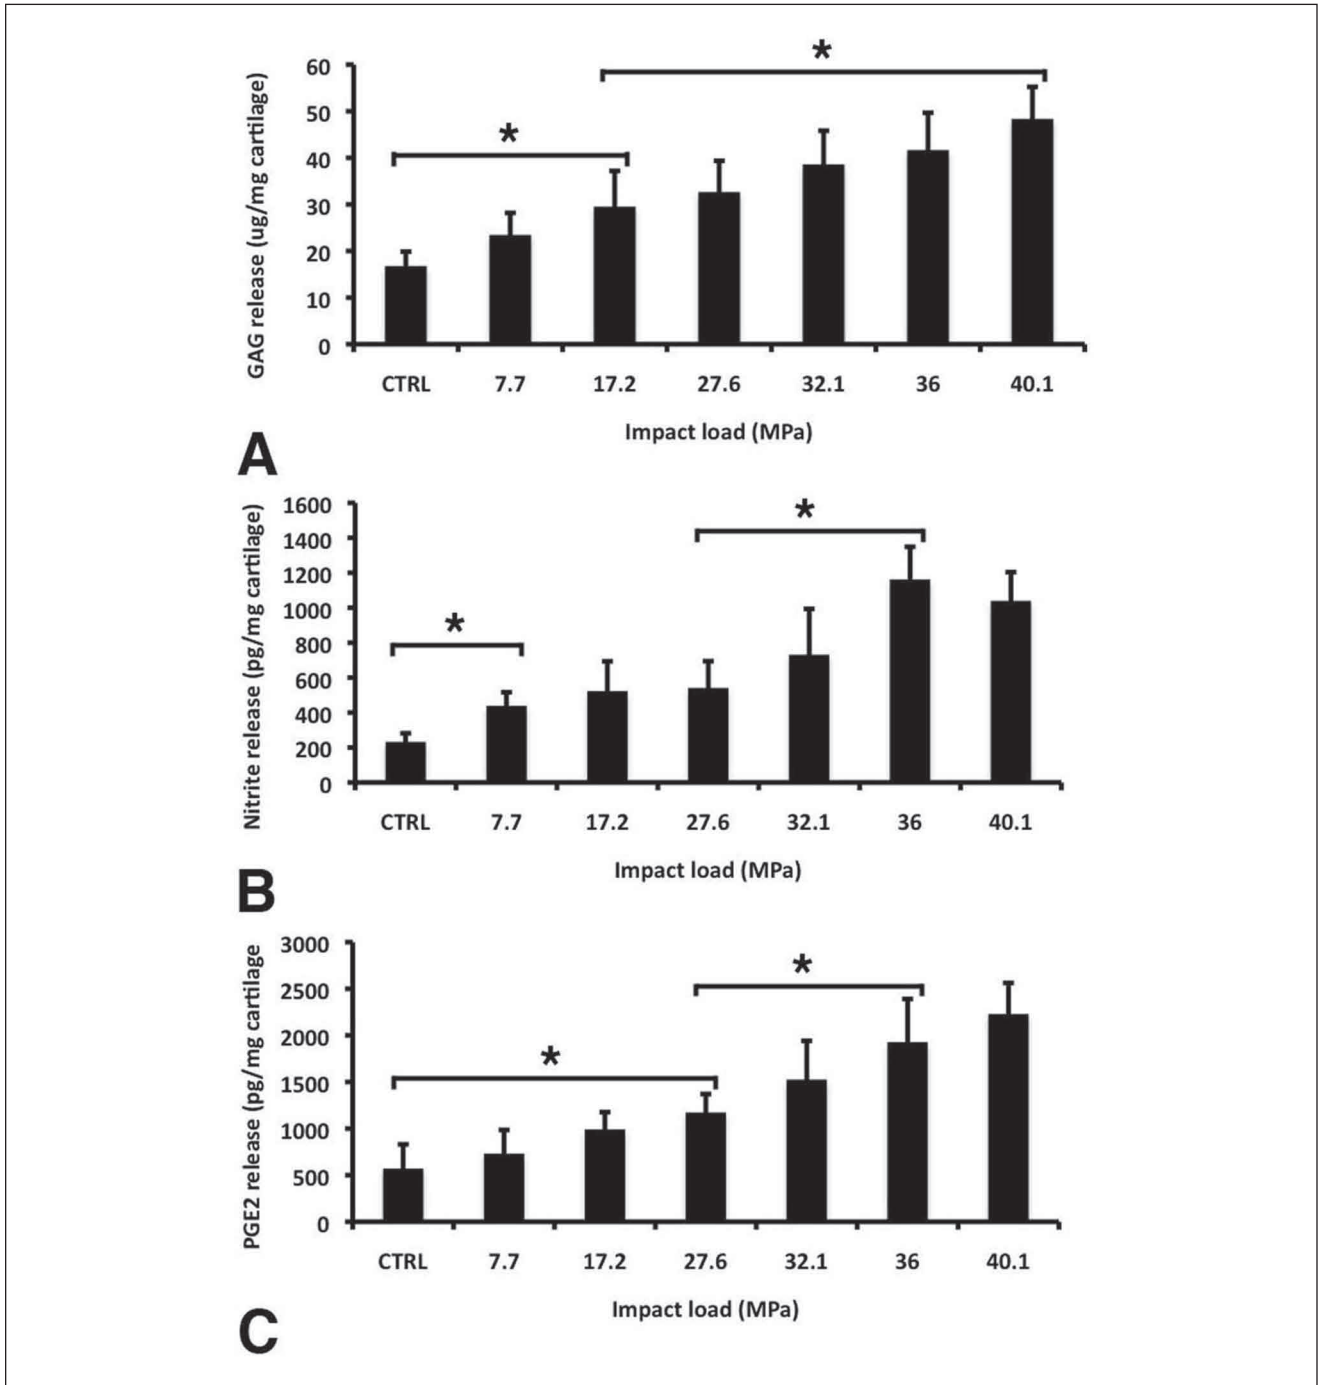 *
*
60
50
40
30
20
10
0
GAG release (ug/mg cartilage)
CTRL 7.7 17.2 27.6 32.1 36 40.1
Impact load (MPa)
A
*
*
1600
1400
1200
1000
800
600
400
200
0
Nitrite release (pg/mg cartilage)
CTRL 7.7 17.2 27.6 32.1 36 40.1
Impact load (MPa)
B
*
*
3000
2500
2000
1500
1000
500
0
PGE2 release (pg/mg cartilage
CTRL 7.7 17.2 27.6 32.1 36 40.1
Impact load (MPa)
C